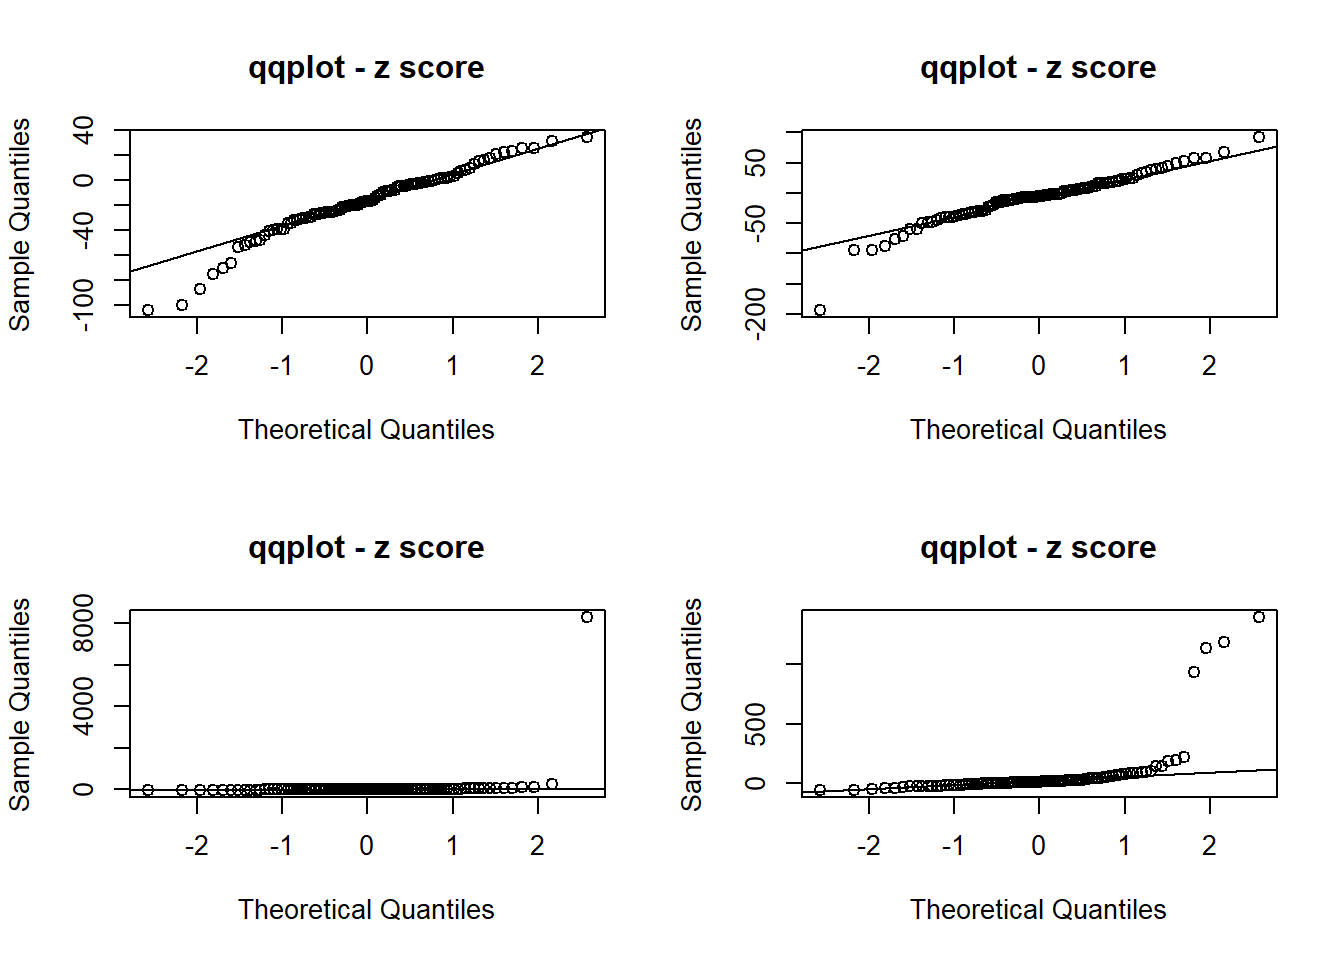 qqplot - z score
Sample Quantiles
40
0
-40
-100
-2 -1 0 1 2
Theoretical Quantiles
qqplot - z score
Sample Quantiles
50
-50
-200
-2 -1 0 1 2
Theoretical Quantiles
qqplot - z score
Sample Quantiles
8000
4000
0
-2 -1 0 1 2
Theoretical Quantiles
qqplot - z score
Sample Quantiles
500
0
-2 -1 0 1 2
Theoretical Quantiles